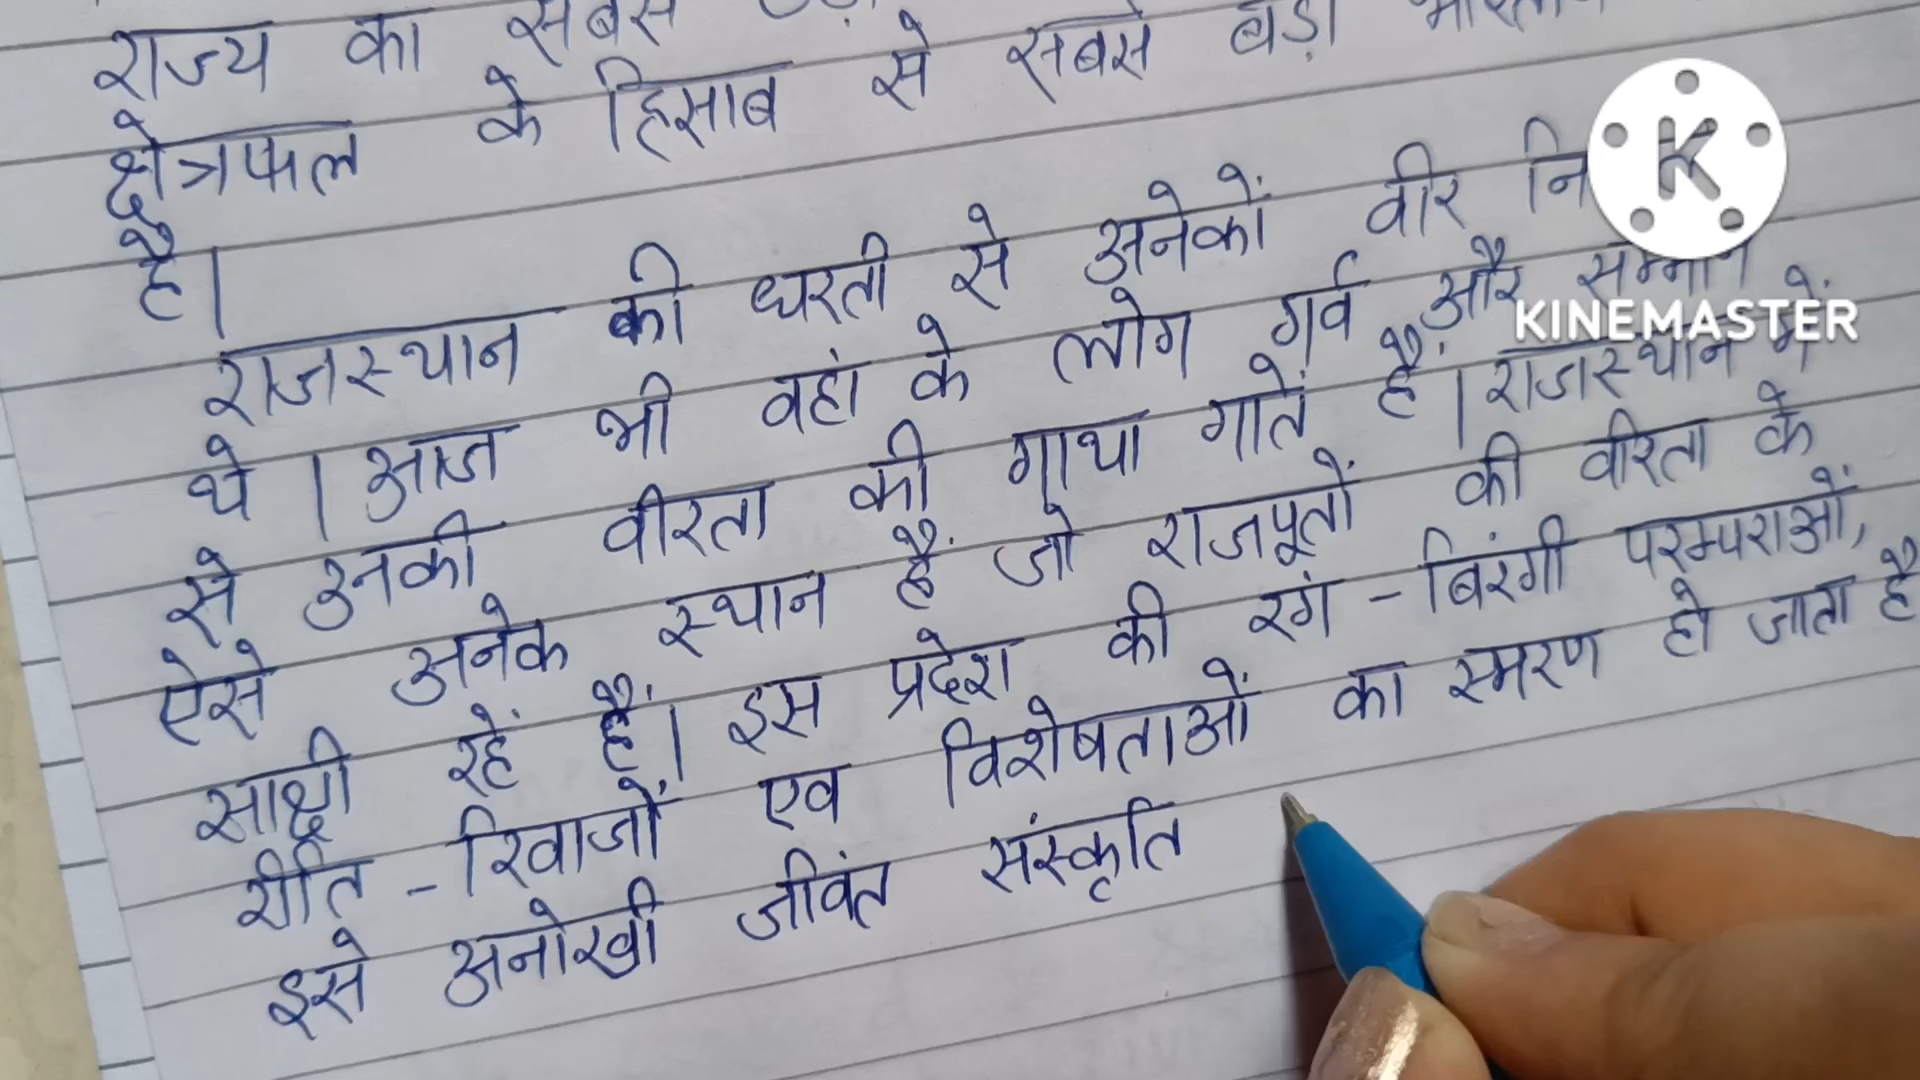 राज्य का सबसे
क्षेत्रफल के हिसाब से सबसे बड़ा
है।
राजस्थान की धरती से अनेकों वीर
थे। आज भी वहां के लोग गर्व और सम्मान
से उनकी वीरता की गाथा गाते हैं। राजस्थान में
ऐसे अनेक स्थान हैं जो राजपूतों की वीरता के
साक्षी रहें हैं। इस प्रदेश की रंग-बिरंगी परम्पराओं,
रीति-रिवाजों एव विशेषताओं का स्मरण हो जाता है
इसे अनोखी जीवंत संस्कृति
KINEMASTER